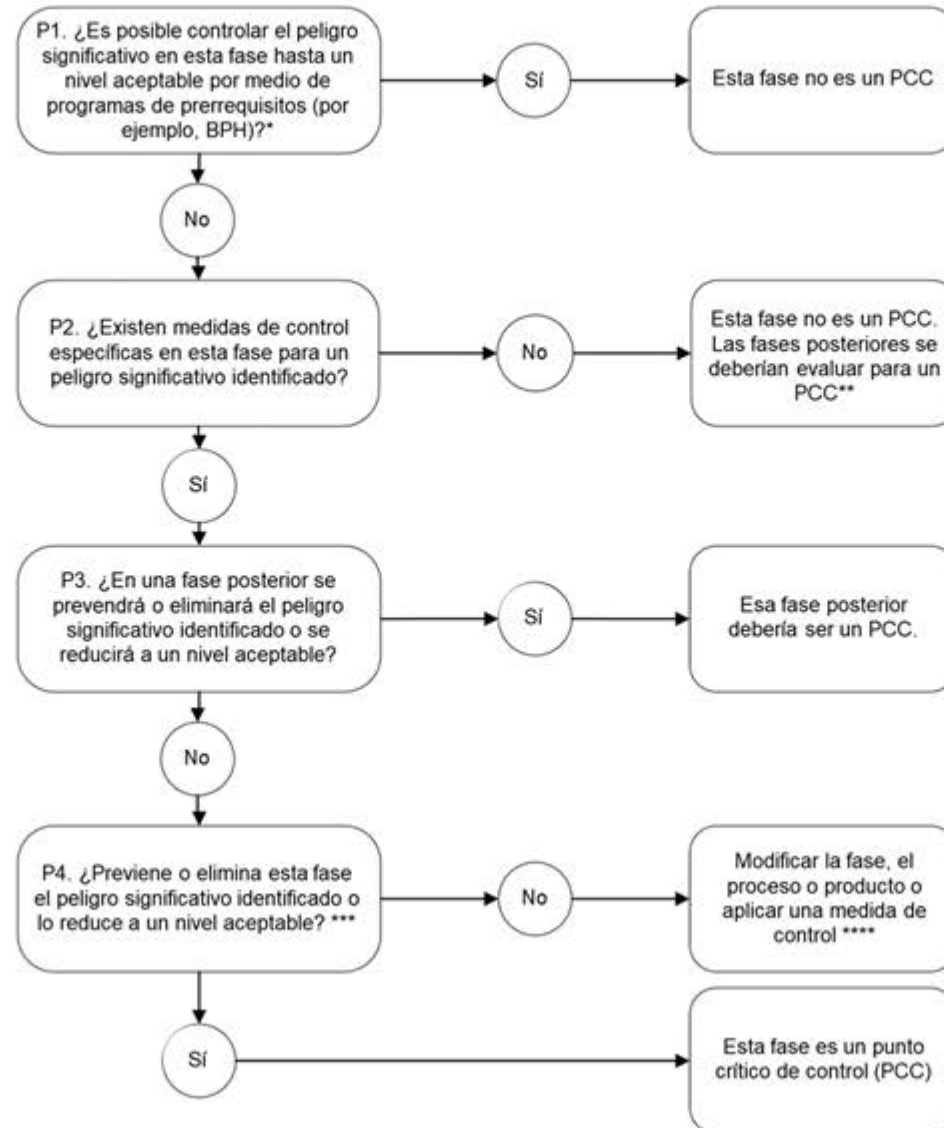 P1. ¿Es posible controlar el peligro
significativo en esta fase hasta un
nivel aceptable por medio de
programas de prerrequisitos (por
ejemplo, BPH)?*
Sí
Esta fase no es un PCC
No
P2. ¿Existen medidas de control
específicas en esta fase para un
peligro significativo identificado?
No
Esta fase no es un PCC.
Las fases posteriores se
deberían evaluar para un
PCC**
Sí
P3. ¿En una fase posterior se
prevendrá o eliminará el peligro
significativo identificado o se
reducirá a un nivel aceptable?
Sí
Esa fase posterior
debería ser un PCC.
No
P4. ¿Previene o elimina esta fase
el peligro significativo identificado o
lo reduce a un nivel aceptable? ***
No
Modificar la fase, el
proceso o producto o
aplicar una medida de
control ****
Sí
Esta fase es un punto
crítico de control (PCC)